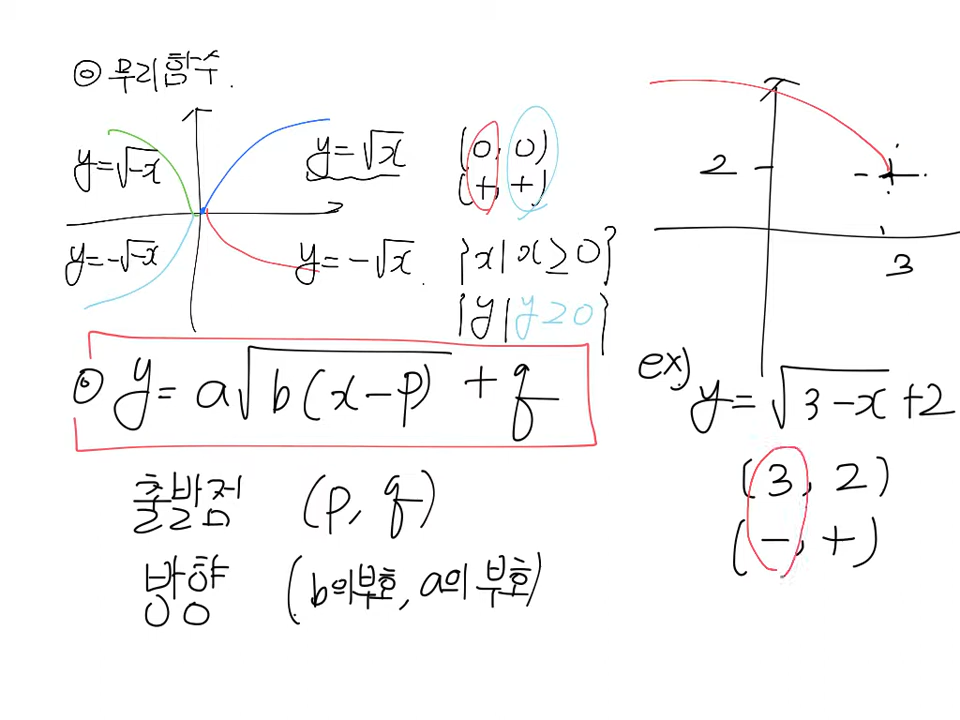 ⊙ 무리함수.
y=√-x
y=√x
y=-√-x
y=-√x.
(0, 0)
(+, +)
{x|x≥0}
{y|y≥0}
⊙ y=a√b(x-p) +q
출발점 (p, q)
방향 (b의부호, a의 부호)
2
3
ex) y=√3-x+2
(3, 2)
(-, +)